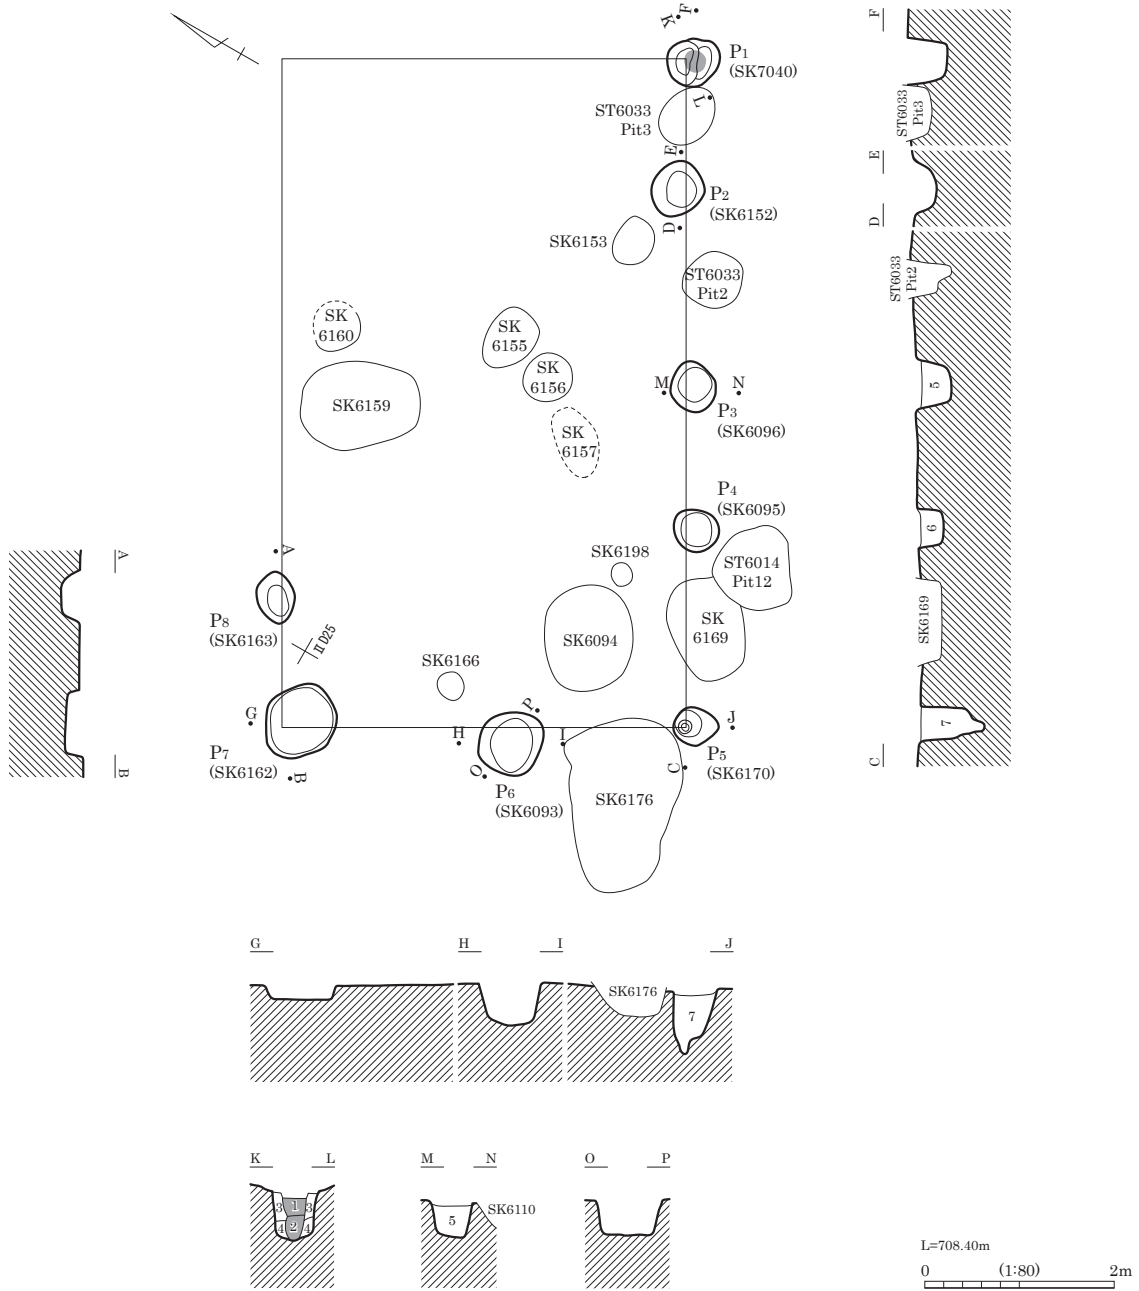 K
F
P1
(SK7040)
L
ST6033
Pit3
E
P2
(SK6152)
D
SK6153
ST6033
Pit2
SK
6160
SK
6155
SK
6156
SK6159
SK
6157
M
N
P3
(SK6096)
P4
(SK6095)
SK6198
ST6014
Pit12
SK6094
SK
6169
A
P8
(SK6163)
II D25
SK6166
G
P7
(SK6162)
B
H
P
I
O
P6
(SK6093)
J
P5
(SK6170)
C
SK6176
A
B
F
ST6033
Pit3
E
D
ST6033
Pit2
5
6
SK6169
7
C
G
H
I
J
SK6176
7
K
L
3
1
3
4
2
4
M
N
5
SK6110
O
P
L=708.40m
0
(1:80)
2m